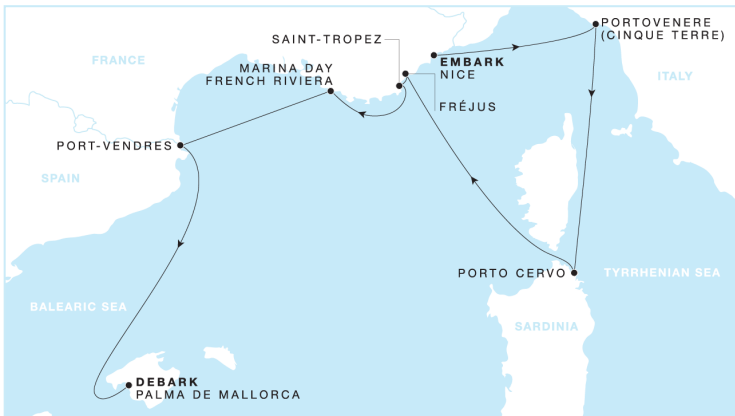 PORTOVENERE
(CINQUE TERRE)
SAINT-TROPEZ
FRANCE
MARINA DAY
FRENCH RIVIERA
EMBARK
NICE
ITALY
FRÉJUS
PORT-VENDRES
SPAIN
PORTO CERVO
TYRRHENIAN SEA
BALEARIC SEA
SARDINIA
DEBARK
PALMA DE MALLORCA